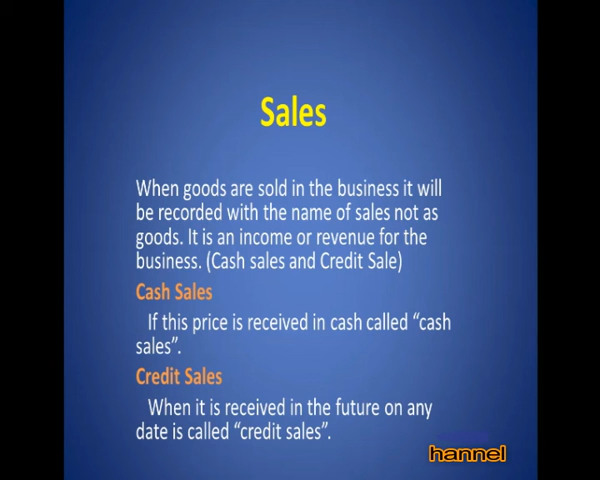 Sales
When goods are sold in the business it will
be recorded with the name of sales not as
goods. It is an income or revenue for the
business. (Cash sales and Credit Sale)
Cash Sales
If this price is received in cash called “cash
sales”.
Credit Sales
When it is received in the future on any
date is called “credit sales”.
hannel